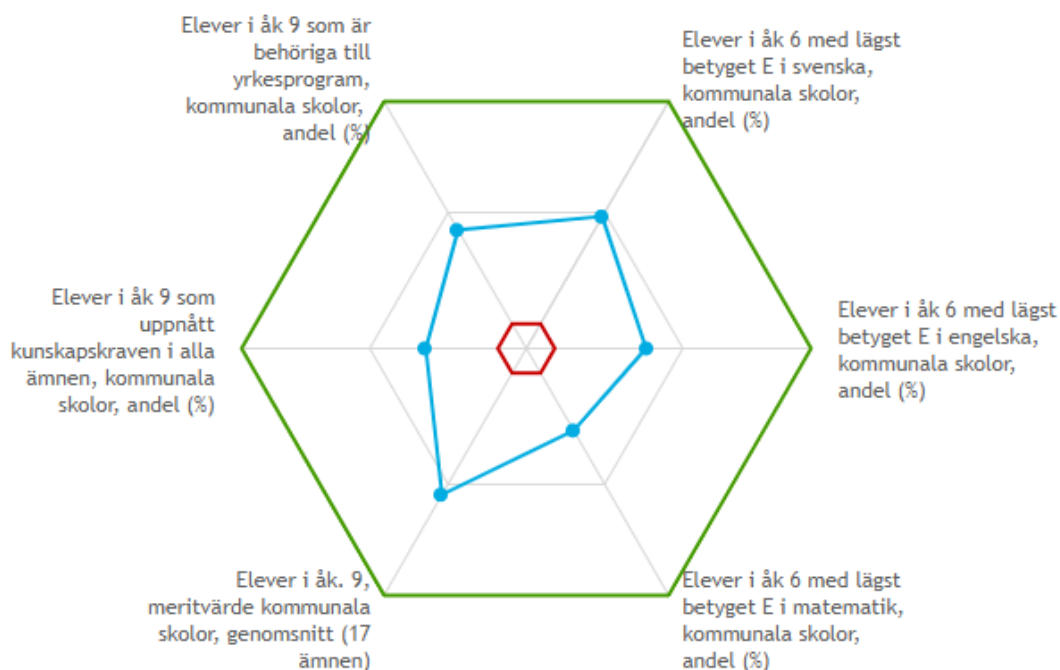 Elever i åk 9 som är
behöriga till
yrkesprogram,
kommunala skolor,
andel (%)
Elever i åk 6 med lägst
betyget E i svenska,
kommunala skolor,
andel (%)
Elever i åk 9 som
uppnått
kunskapskraven i alla
ämnen, kommunala
skolor, andel (%)
Elever i åk 6 med lägst
betyget E i engelska,
kommunala skolor,
andel (%)
Elever i åk. 9,
meritvärde kommunala
skolor, genomsnitt (17
ämnen)
Elever i åk 6 med lägst
betyget E i matematik,
kommunala skolor,
andel (%)